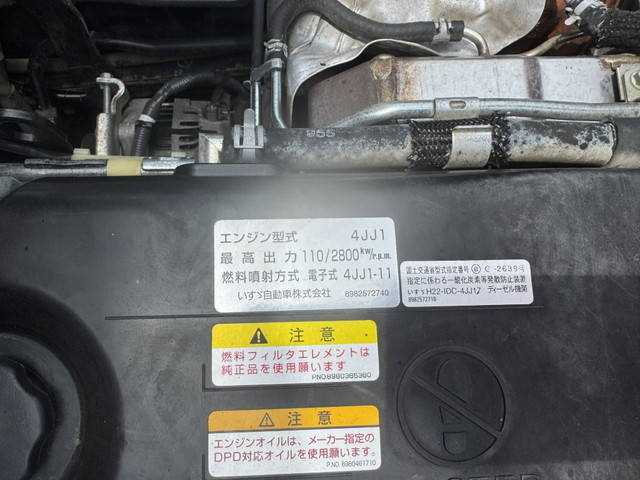 055
エンジン型式 4JJ1
最高出力 110/2800kw/r.p.m.
燃料噴射方式 電子式 4JJ1-11
いすゞ自動車株式会社 8982572740
国土交通省型式指定番号 Ⓑ C-2639号
指定に係わる一酸化炭素等発散防止装置
いすゞH22-IDC-4JJ1 ディーゼル機関
8982572710
注意
燃料フィルタエレメントは
純正品を使用願います
P.NO.8980365380
注意
エンジンオイルは、メーカー指定の
DPD対応オイルを使用願います。
P.NO. 8980461710